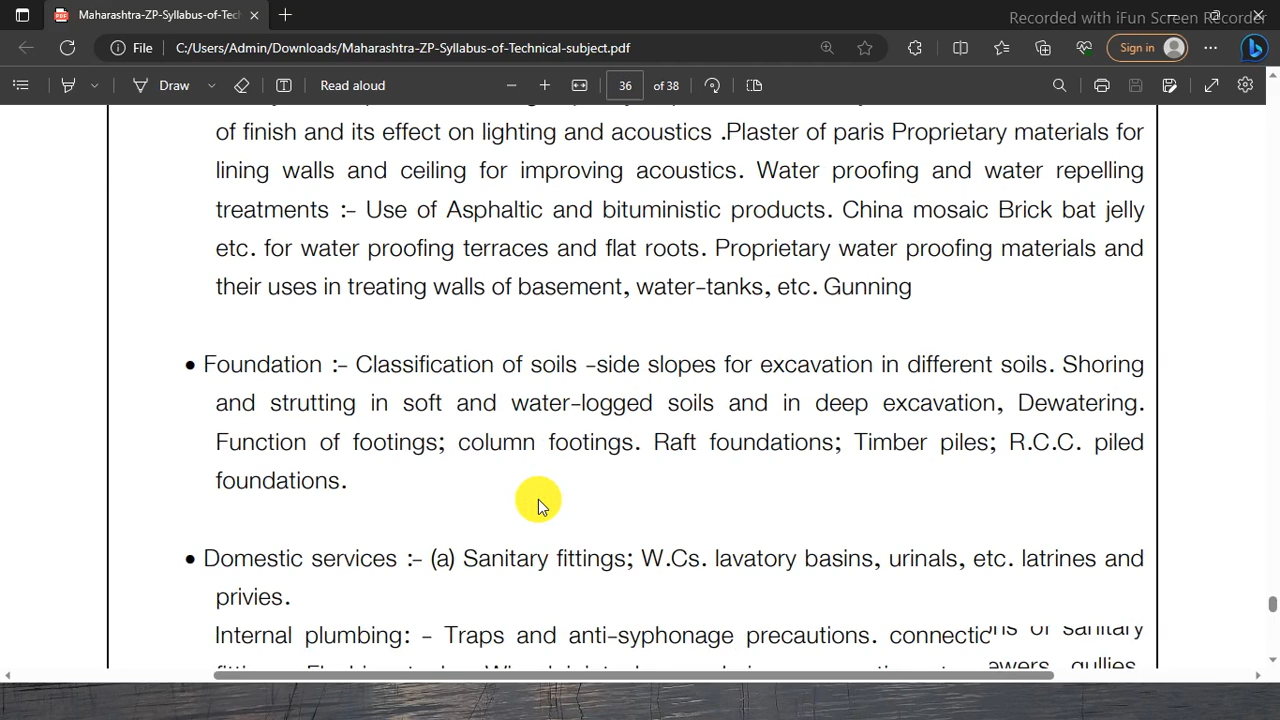 Maharashtra-ZP-Syllabus-of-Tech
Recorded with iFun Screen Recorder
File C:/Users/Admin/Downloads/Maharashtra-ZP-Syllabus-of-Technical-subject.pdf Sign in
Draw Read aloud 36 of 38
of finish and its effect on lighting and acoustics .Plaster of paris Proprietary materials for
lining walls and ceiling for improving acoustics. Water proofing and water repelling
treatments :- Use of Asphaltic and bituministic products. China mosaic Brick bat jelly
etc. for water proofing terraces and flat roots. Proprietary water proofing materials and
their uses in treating walls of basement, water-tanks, etc. Gunning
• Foundation :- Classification of soils -side slopes for excavation in different soils. Shoring
and strutting in soft and water-logged soils and in deep excavation, Dewatering.
Function of footings; column footings. Raft foundations; Timber piles; R.C.C. piled
foundations.
• Domestic services :- (a) Sanitary fittings; W.Cs. lavatory basins, urinals, etc. latrines and
privies.
Internal plumbing: - Traps and anti-syphonage precautions. connections of sanitary
gullies,